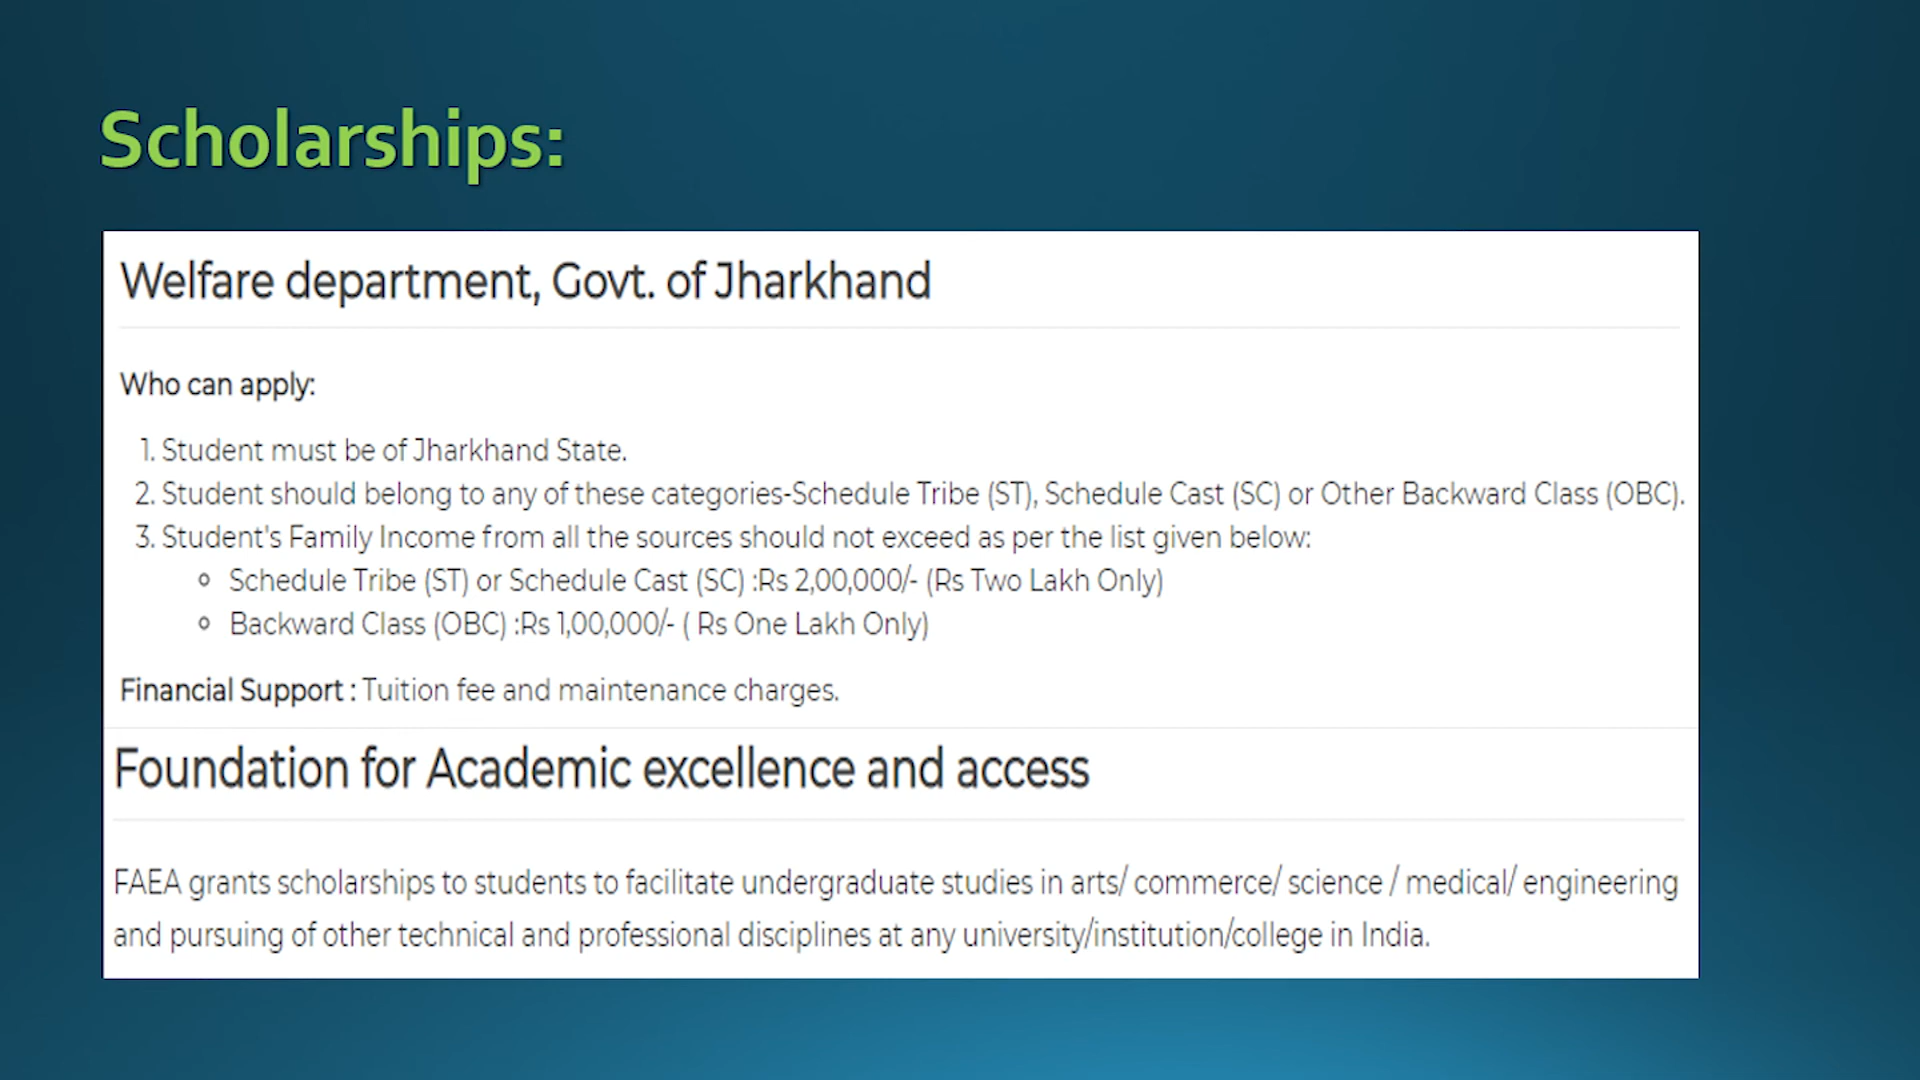 Scholarships:
Welfare department, Govt. of Jharkhand
Who can apply:
1. Student must be of Jharkhand State.
2. Student should belong to any of these categories-Schedule Tribe (ST), Schedule Cast (SC) or Other Backward Class (OBC).
3. Student's Family Income from all the sources should not exceed as per the list given below:
Schedule Tribe (ST) or Schedule Cast (SC) :Rs 2,00,000/- (Rs Two Lakh Only)
Backward Class (OBC) :Rs 1,00,000/- ( Rs One Lakh Only)
Financial Support : Tuition fee and maintenance charges.
Foundation for Academic excellence and access
FAEA grants scholarships to students to facilitate undergraduate studies in arts/ commerce/ science / medical/ engineering
and pursuing of other technical and professional disciplines at any university/institution/college in India.